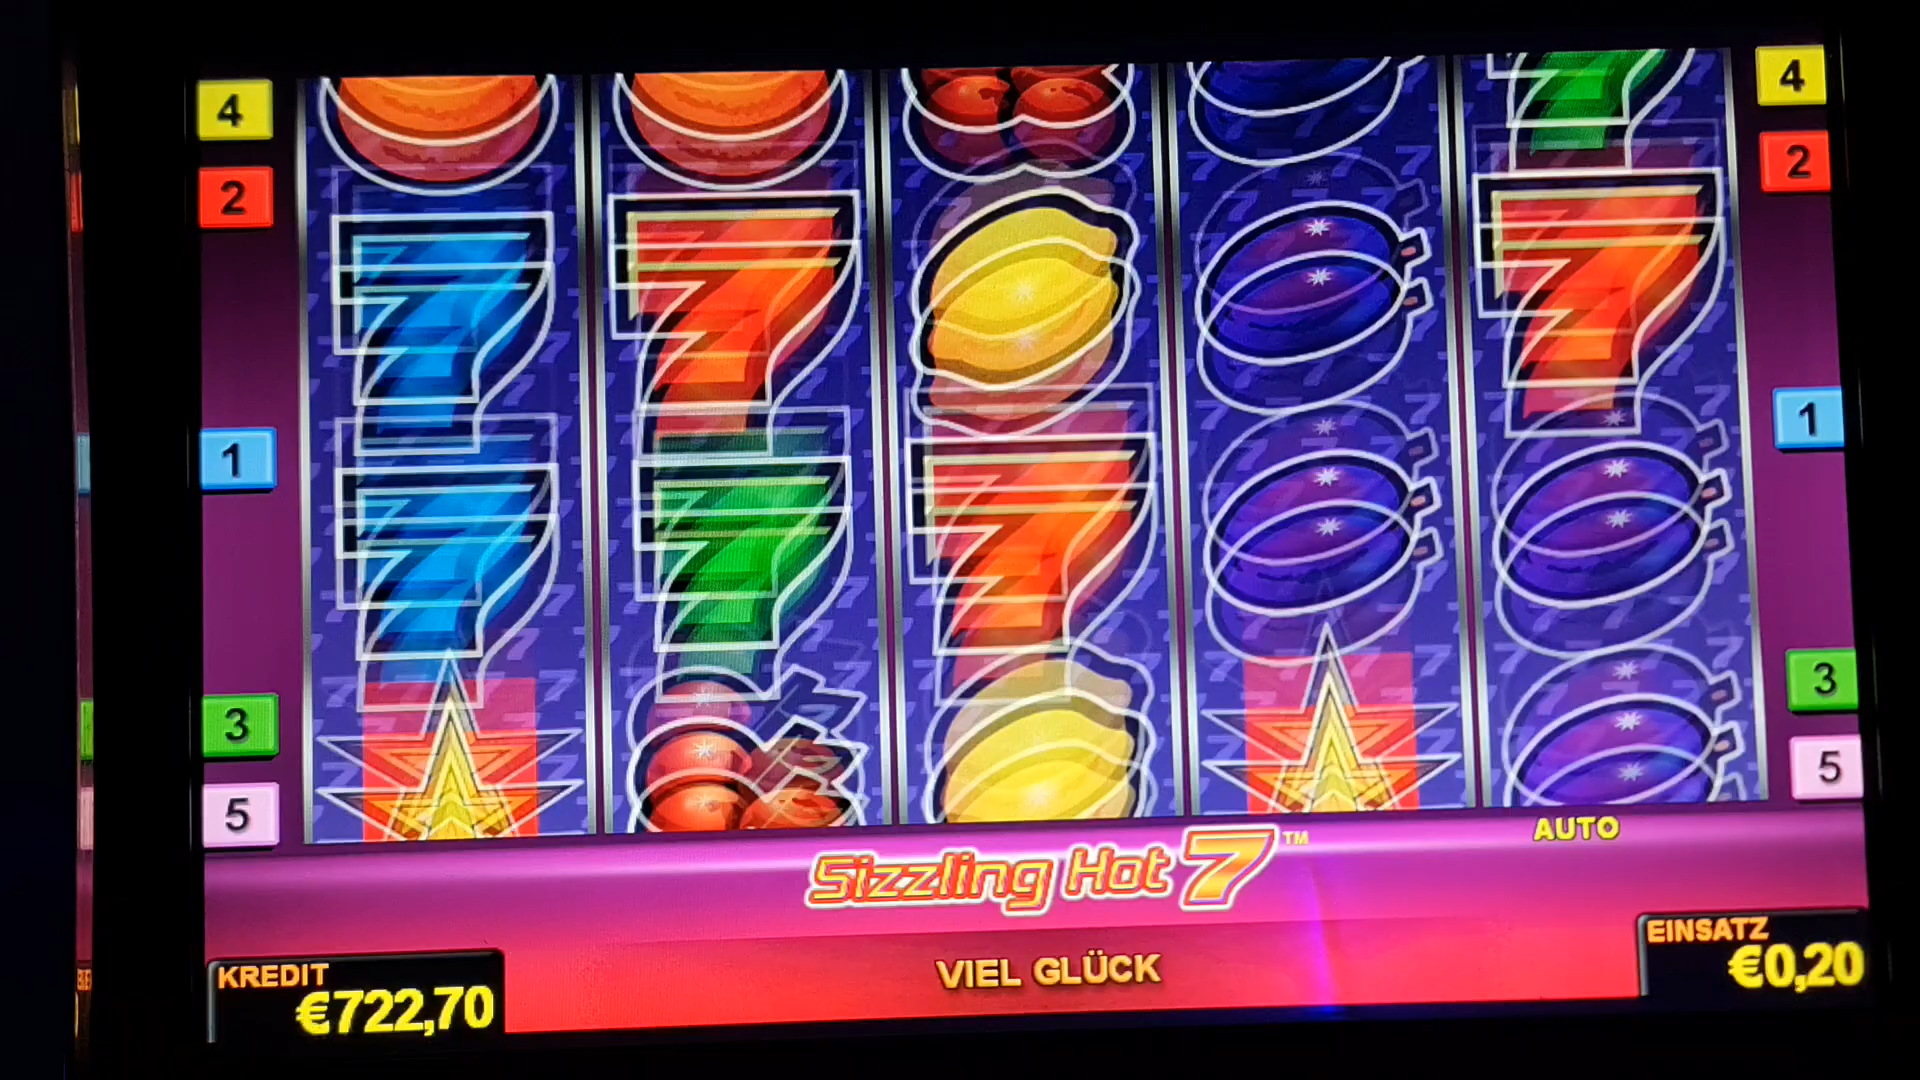 4
4
2
2
1
1
3
3
5
5
AUTO
Sizzling Hot 7™
VIEL GLÜCK
KREDIT
€722,70
EINSATZ
€0,20